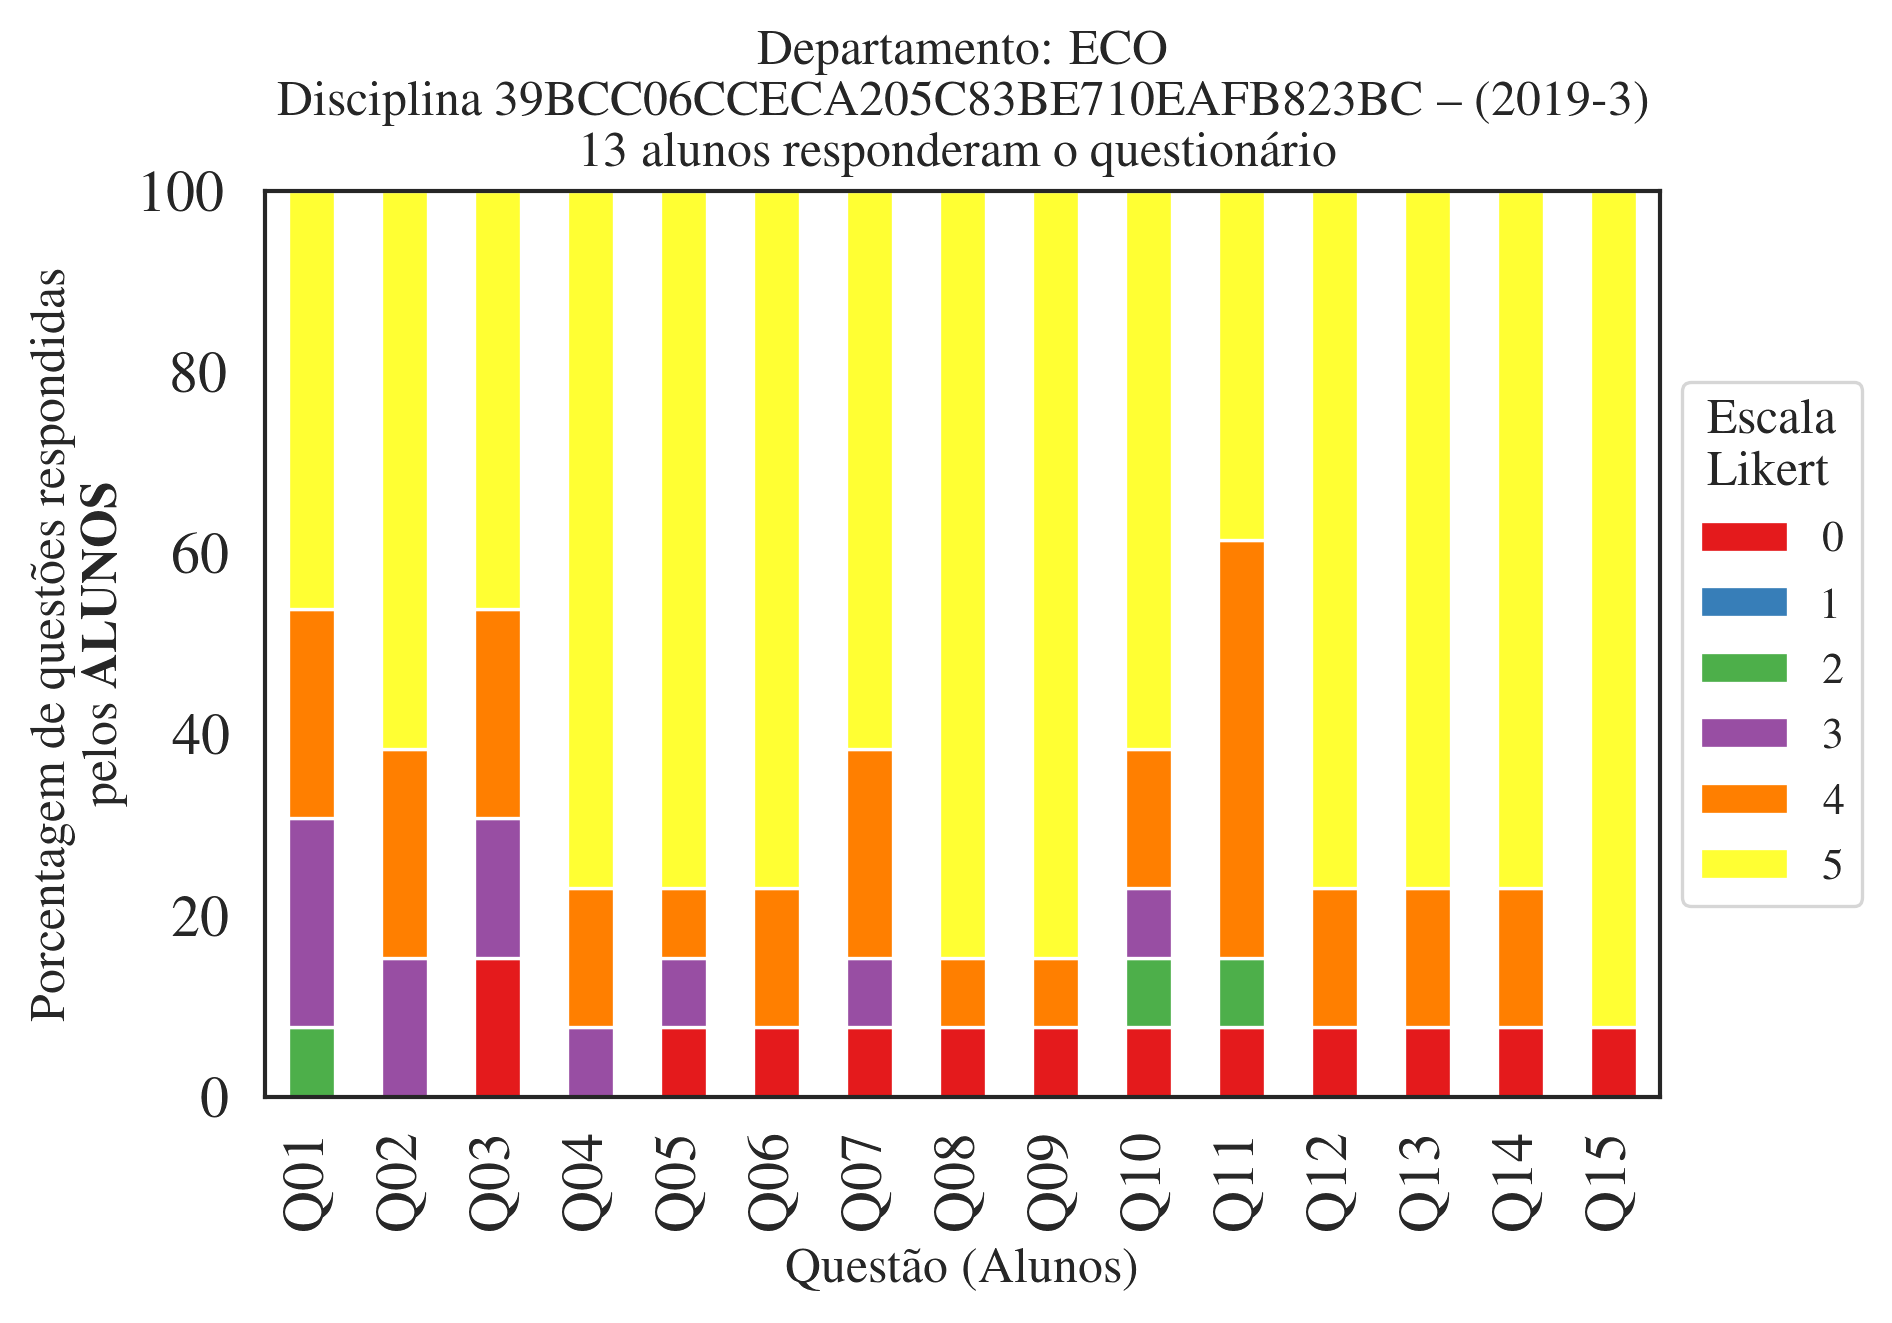 Departamento: ECO
Disciplina 39BCC06CCECA205C83BE710EAFB823BC – (2019-3)
13 alunos responderam o questionário
Porcentagem de questões respondidas
pelos ALUNOS
100
80
60
40
20
0
Q01
Q02
Q03
Q04
Q05
Q06
Q07
Q08
Q09
Q10
Q11
Q12
Q13
Q14
Q15
Questão (Alunos)
Escala
Likert
0
1
2
3
4
5